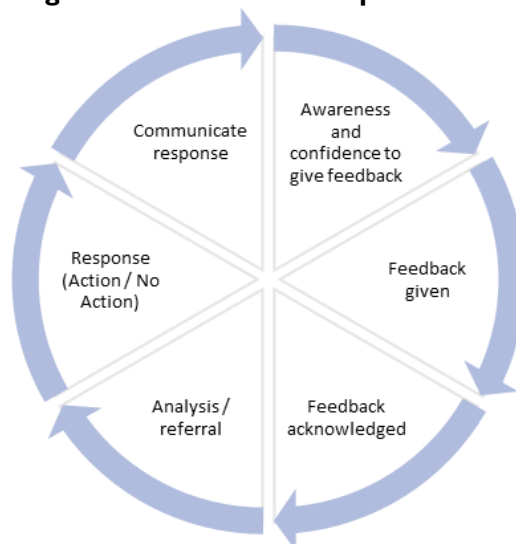 Awareness
and
confidence to
give feedback
Feedback
given
Feedback
acknowledged
Analysis /
referral
Response
(Action / No
Action)
Communicate
response